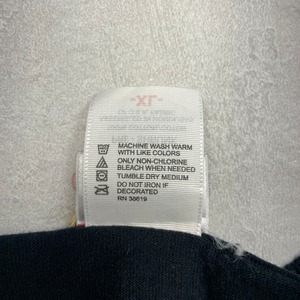 XL
MACHINE WASH WARM
WITH LIKE COLORS
ONLY NON-CHLORINE
BLEACH WHEN NEEDED
TUMBLE DRY MEDIUM
DO NOT IRON IF
DECORATED
RN 38619